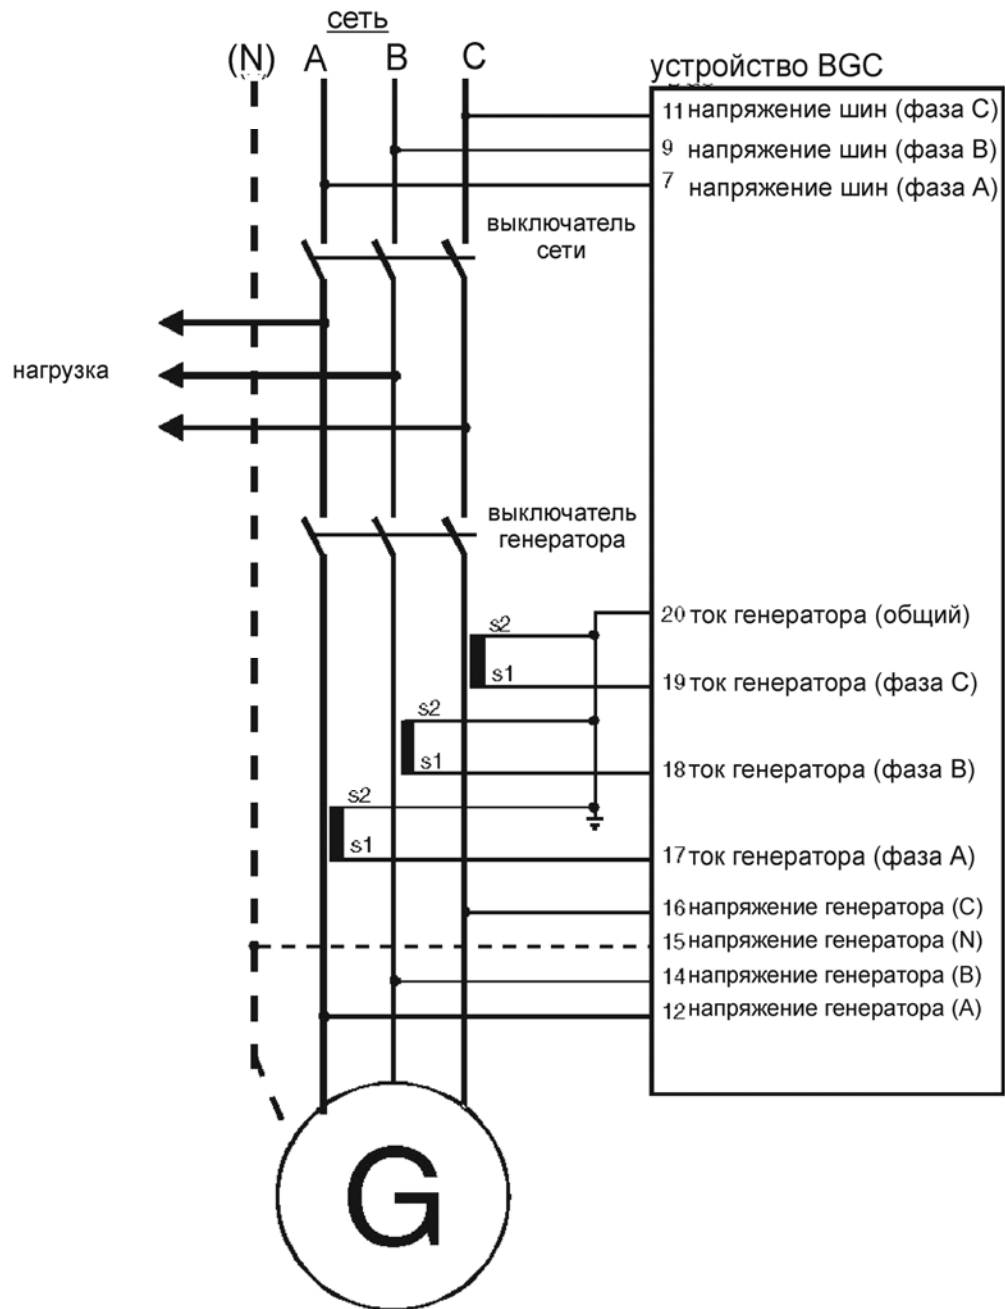 сеть
(N) A B C
устройство BGC
11 напряжение шин (фаза C)
9 напряжение шин (фаза B)
7 напряжение шин (фаза A)
выключатель
сети
нагрузка
выключатель
генератора
20 ток генератора (общий)
s2
s1
19 ток генератора (фаза C)
s2
s1
18 ток генератора (фаза B)
s2
s1
17 ток генератора (фаза A)
16 напряжение генератора (C)
15 напряжение генератора (N)
14 напряжение генератора (B)
12 напряжение генератора (A)
G